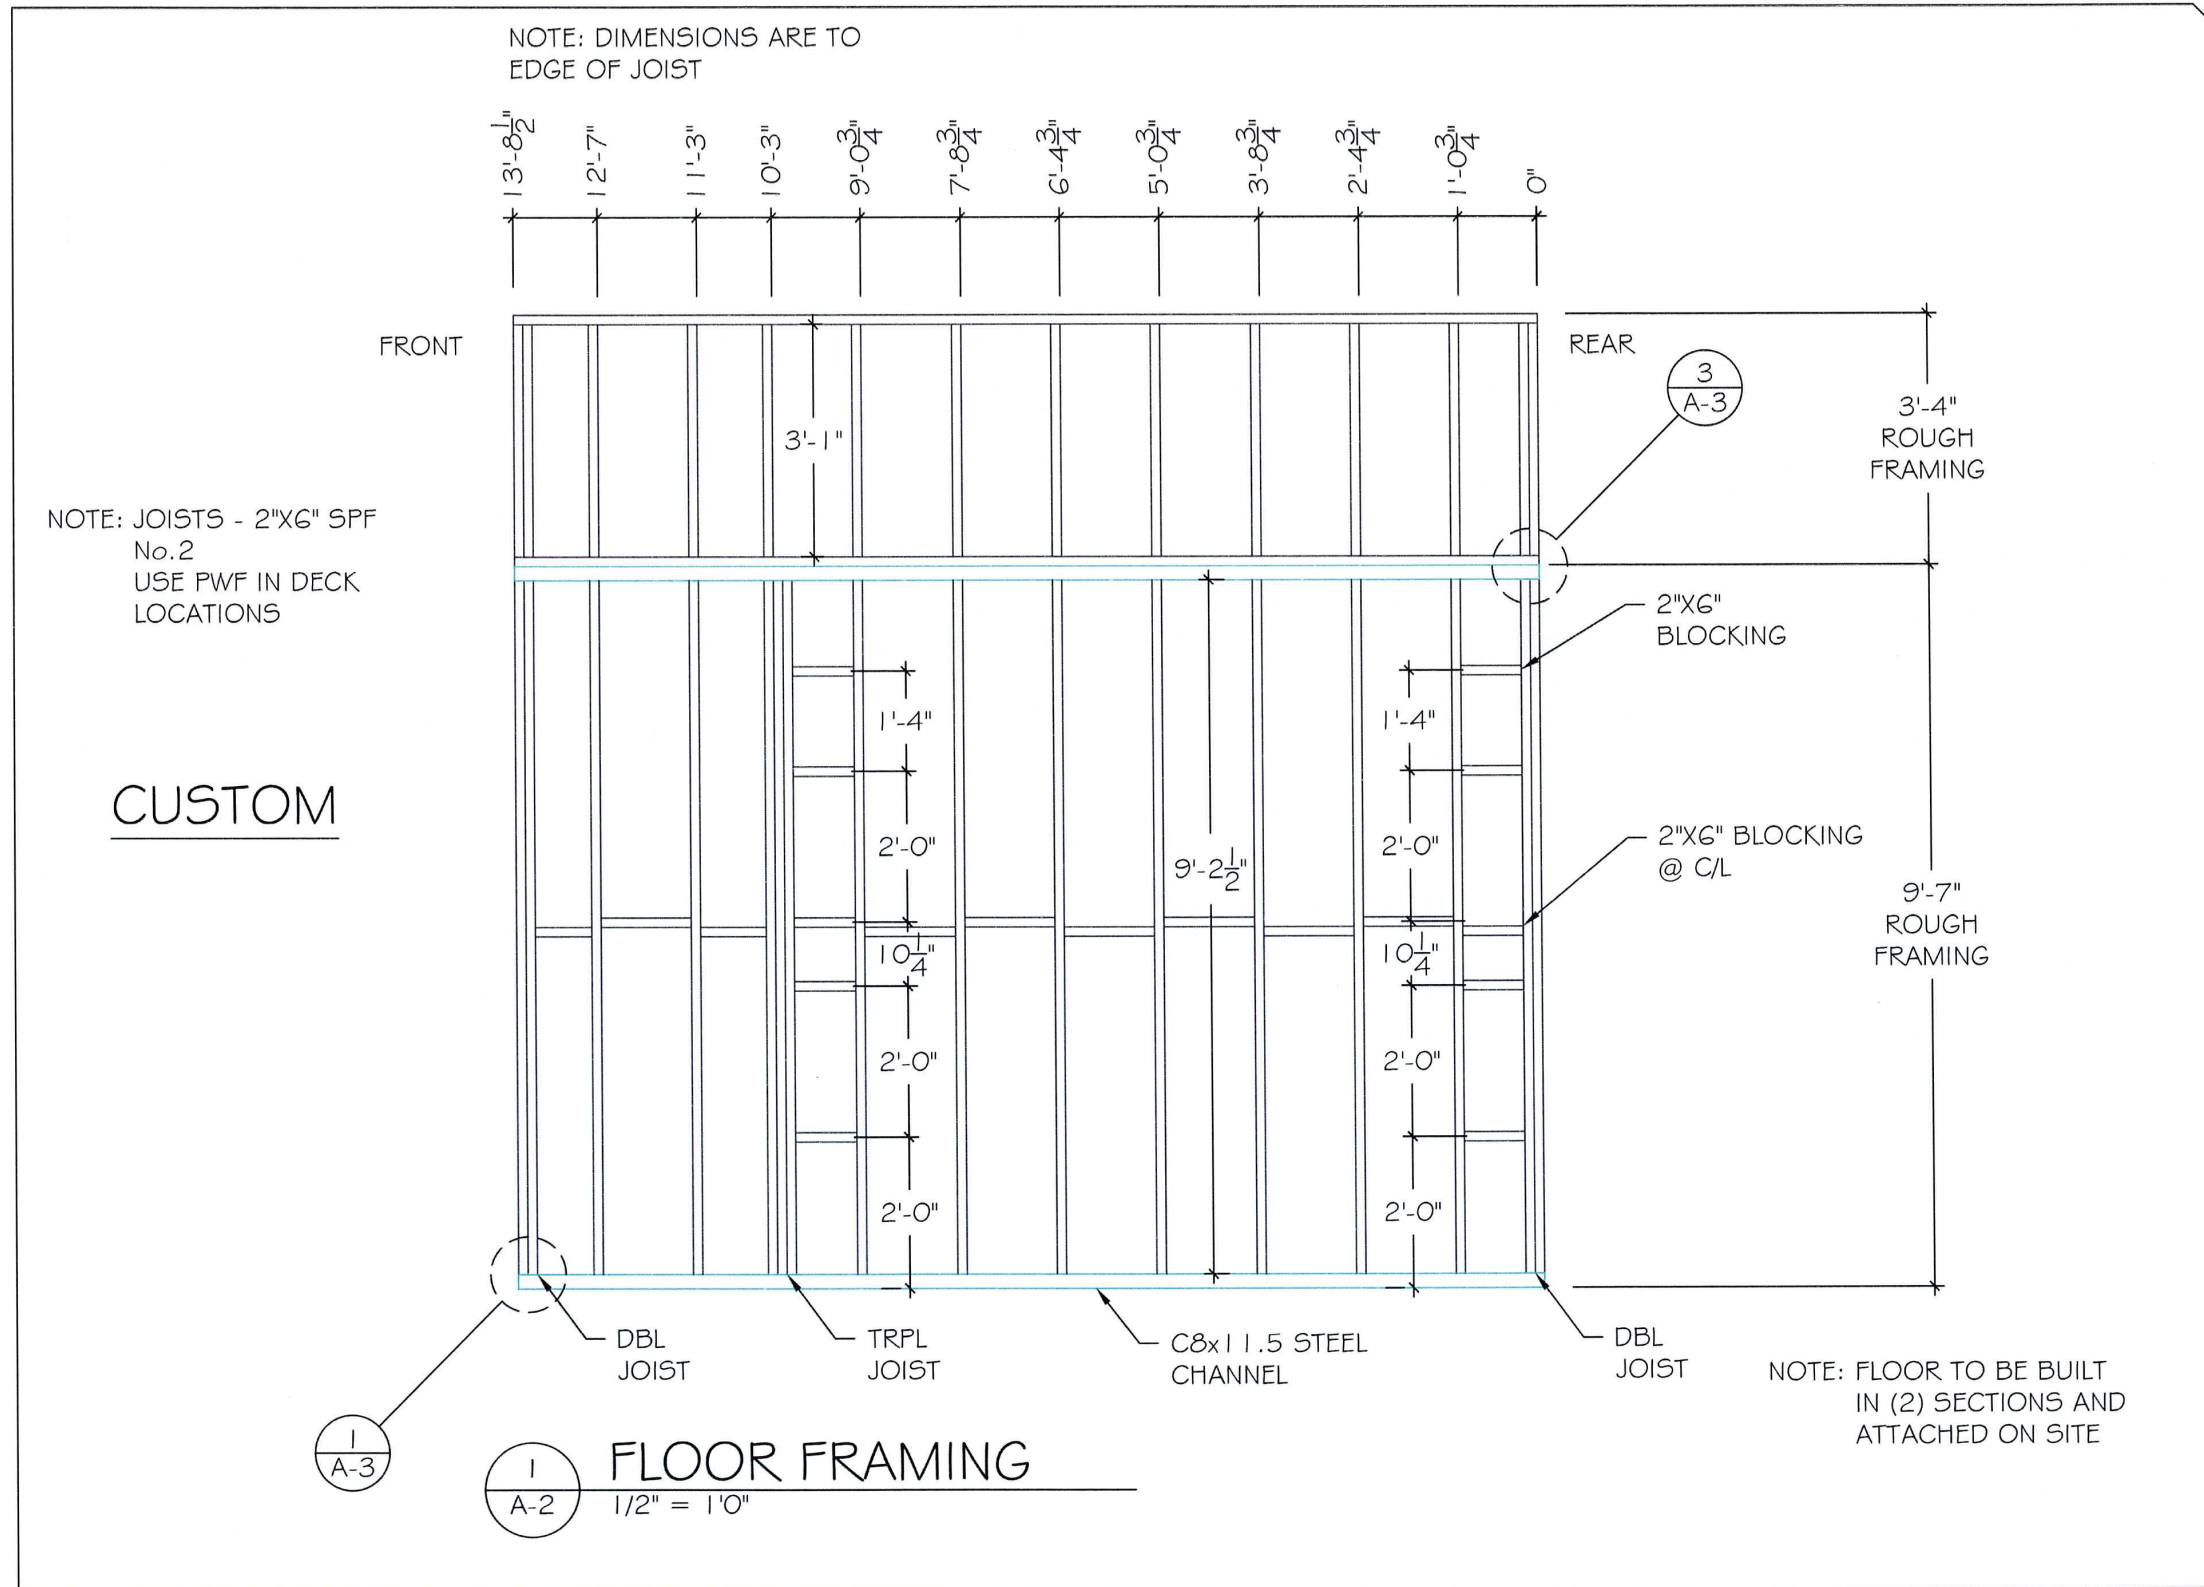 NOTE: DIMENSIONS ARE TO
EDGE OF JOIST
13'-8 1/2"
12'-7"
11'-3"
10'-3"
9'-0 3/4"
7'-8 3/4"
6'-4 3/4"
5'-0 3/4"
3'-8 3/4"
2'-4 3/4"
1'-0 3/4"
0"
FRONT
REAR
3
A-3
3'-4"
ROUGH
FRAMING
3'-1"
NOTE: JOISTS - 2"X6" SPF
No.2
USE PWF IN DECK
LOCATIONS
2"X6"
BLOCKING
1'-4"
1'-4"
CUSTOM
2'-0"
2'-0"
9'-2 1/2"
2"X6" BLOCKING
@ C/L
9'-7"
ROUGH
FRAMING
10 1/4"
10 1/4"
2'-0"
2'-0"
2'-0"
2'-0"
DBL
JOIST
TRPL
JOIST
C8x11.5 STEEL
CHANNEL
DBL
JOIST
NOTE: FLOOR TO BE BUILT
IN (2) SECTIONS AND
ATTACHED ON SITE
1
A-3
1
A-2
FLOOR FRAMING
1/2" = 1'0"